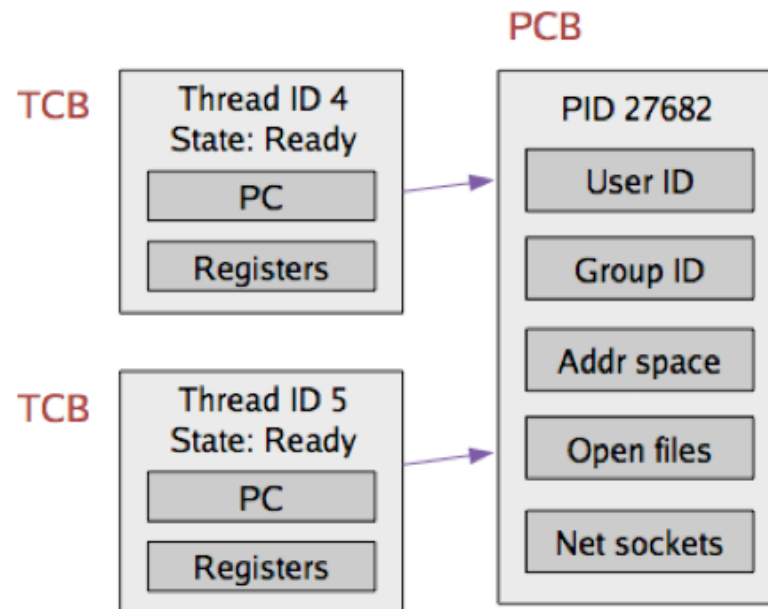 TCB
Thread ID 4
State: Ready
PC
Registers
TCB
Thread ID 5
State: Ready
PC
Registers
PCB
PID 27682
User ID
Group ID
Addr space
Open files
Net sockets